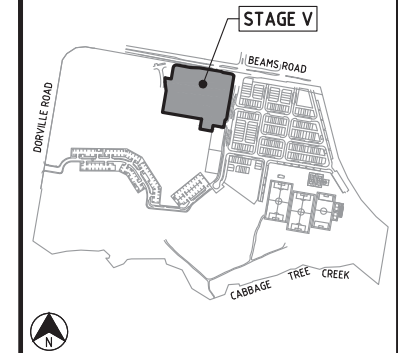 STAGE V
BEAMS ROAD
DORVILLE ROAD
CABBAGE TREE CREEK
N